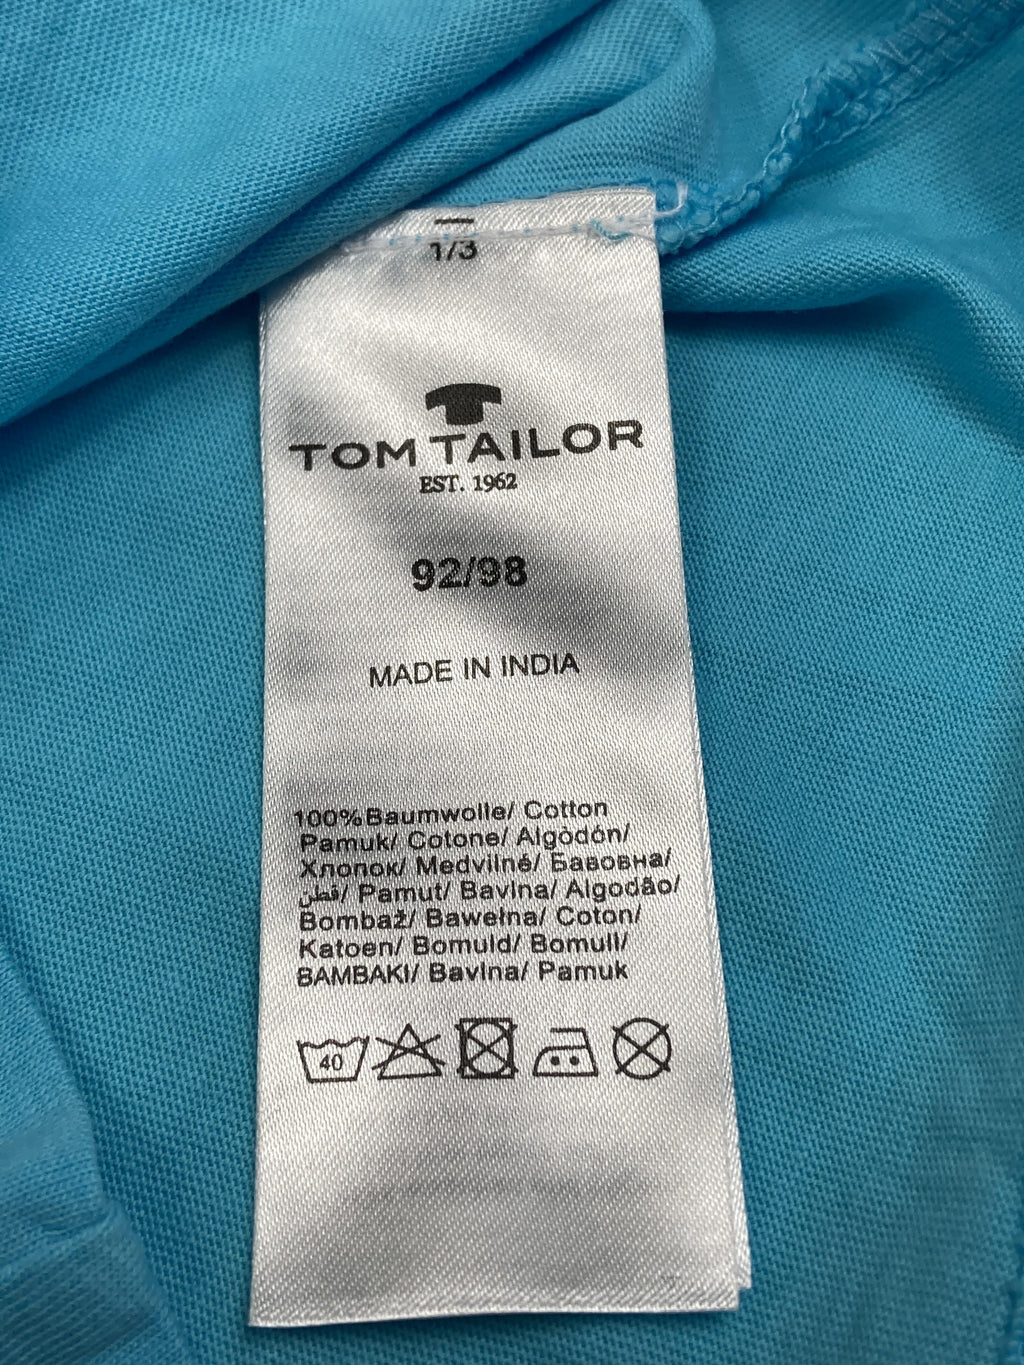 1/3
TOM TAILOR
EST. 1962
92/98
MADE IN INDIA
100%Baumwolle/ Cotton
Pamuk/ Cotone/ Algòdón/
Хлопок/ Medvilné/ Бавовна/
قطن/ Pamut/ Bavlna/ Algodão/
Bombaž/ Bawełna/ Coton/
Katoen/ Bomuld/ Bomull/
BAMBAKI/ Bavlna/ Pamuk
40